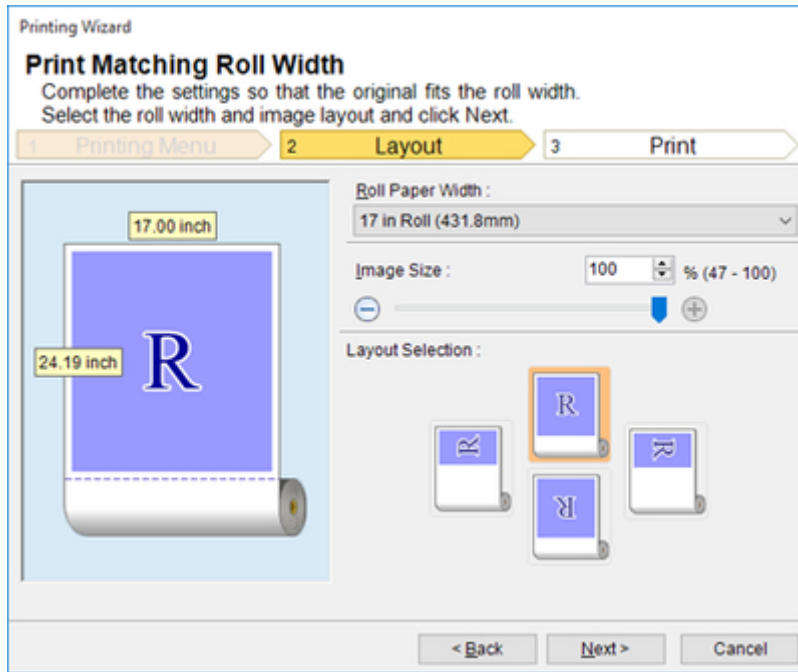 Printing Wizard
Print Matching Roll Width
Complete the settings so that the original fits the roll width.
Select the roll width and image layout and click Next.
1 Printing Menu 2 Layout 3 Print
Roll Paper Width :
17.00 inch
17 in Roll (431.8mm)
Image Size : 100 % (47 - 100)
24.19 inch
R
Layout Selection :
R
R
R
R
< Back Next > Cancel